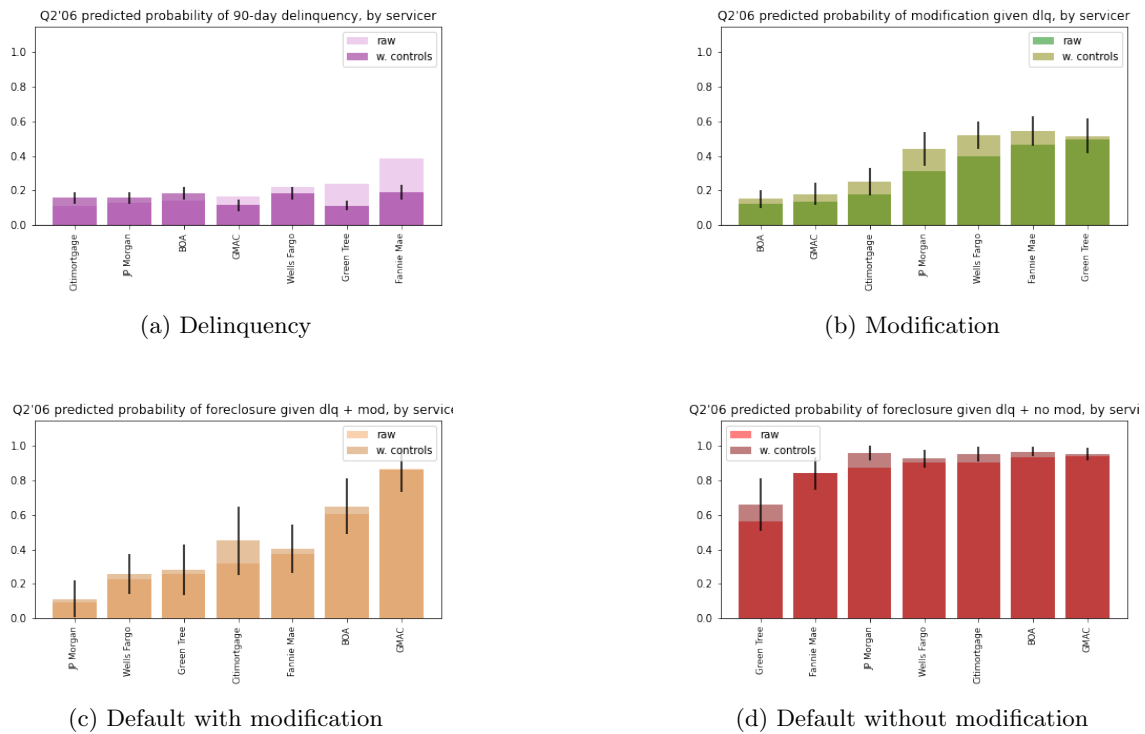 Q2'06 predicted probability of 90-day delinquency, by servicer
raw
w. controls
1.0
0.8
0.6
0.4
0.2
0.0
Citimortgage
JP Morgan
BOA
GMAC
Wells Fargo
Green Tree
Fannie Mae
(a) Delinquency
Q2'06 predicted probability of modification given dlq, by servicer
raw
w. controls
1.0
0.8
0.6
0.4
0.2
0.0
BOA
GMAC
Citimortgage
JP Morgan
Wells Fargo
Fannie Mae
Green Tree
(b) Modification
Q2'06 predicted probability of foreclosure given dlq + mod, by service
raw
w. controls
1.0
0.8
0.6
0.4
0.2
0.0
JP Morgan
Wells Fargo
Green Tree
Citimortgage
Fannie Mae
BOA
GMAC
(c) Default with modification
Q2'06 predicted probability of foreclosure given dlq + no mod, by servi
raw
w. controls
1.0
0.8
0.6
0.4
0.2
0.0
Green Tree
Fannie Mae
JP Morgan
Wells Fargo
Citimortgage
BOA
GMAC
(d) Default without modification